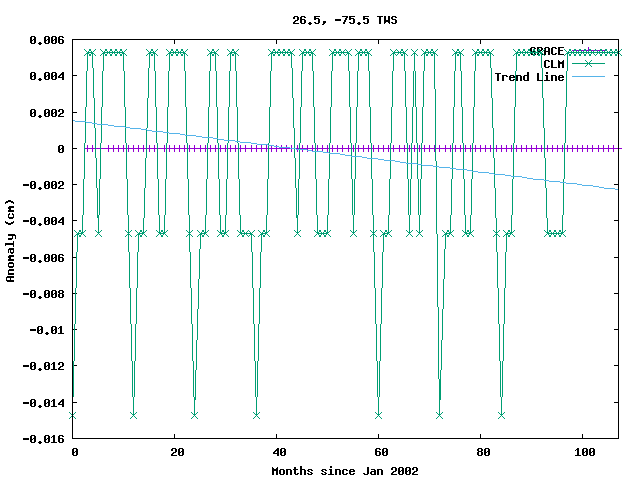 26.5, -75.5 TWS
0.006
GRACE
CLM
0.004
Trend Line
0.002
0
-0.002
-0.004
-0.006
-0.008
-0.01
-0.012
-0.014
-0.016
Anomaly (cm)
0 20 40 60 80 100
Months since Jan 2002